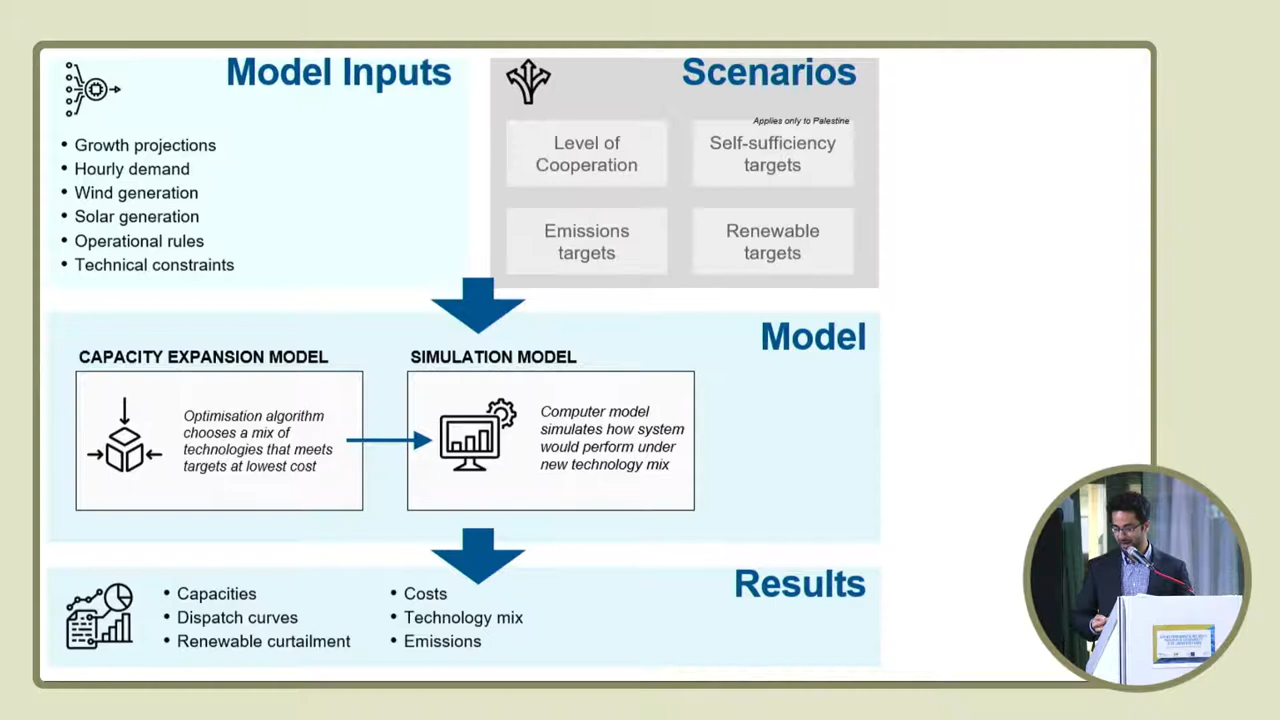 Model Inputs
• Growth projections
• Hourly demand
• Wind generation
• Solar generation
• Operational rules
• Technical constraints
Scenarios
Applies only to Palestine
Level of
Cooperation
Self-sufficiency
targets
Emissions
targets
Renewable
targets
Model
CAPACITY EXPANSION MODEL
Optimisation algorithm
chooses a mix of
technologies that meets
targets at lowest cost
SIMULATION MODEL
Computer model
simulates how system
would perform under
new technology mix
Results
• Capacities
• Dispatch curves
• Renewable curtailment
• Costs
• Technology mix
• Emissions